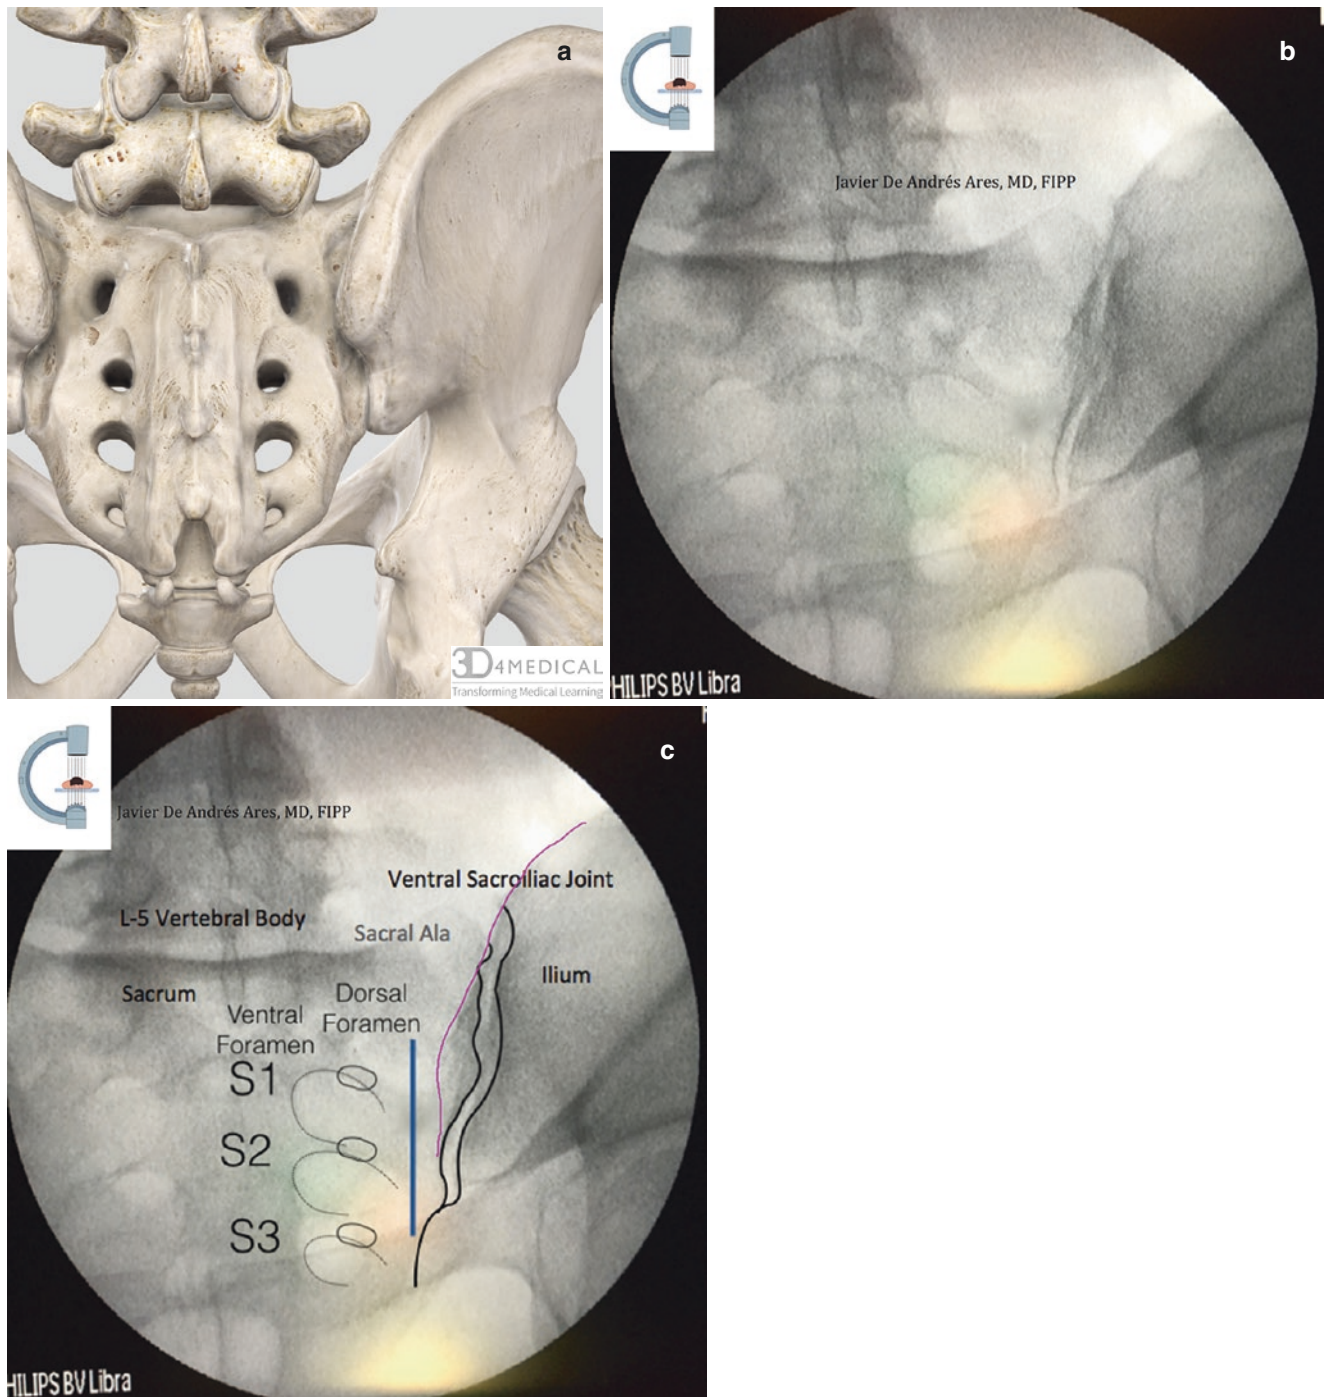 a
3D4MEDICAL
Transforming Medical Learning
b
Javier De Andrés Ares, MD, FIPP
HILIPS BV Libra
c
Javier De Andrés Ares, MD, FIPP
Ventral Sacroiliac Joint
L-5 Vertebral Body
Sacral Ala
Ilium
Sacrum
Dorsal
Foramen
Ventral
Foramen
S1
S2
S3
HILIPS BV Libra